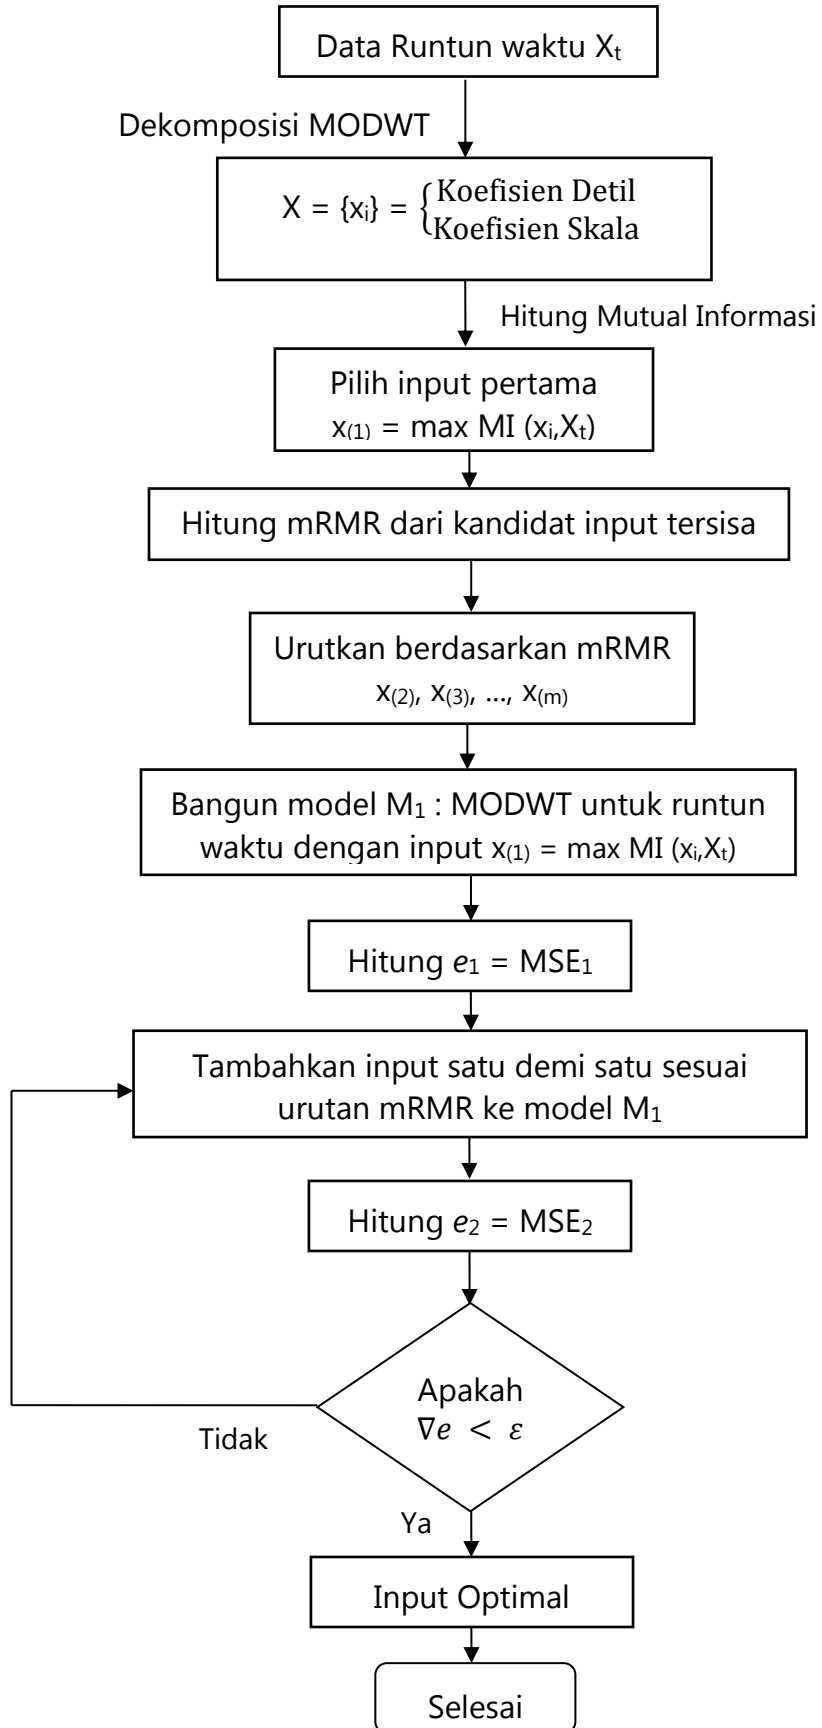 Data Runtun waktu Xₜ
Dekomposisi MODWT
X = {xᵢ} = {Koefisien Detil
Koefisien Skala
Hitung Mutual Informasi
Pilih input pertama
x₍₁₎ = max MI (xᵢ,Xₜ)
Hitung mRMR dari kandidat input tersisa
Urutkan berdasarkan mRMR
x₍₂₎, x₍₃₎, ..., x₍ₘ₎
Bangun model M₁ : MODWT untuk runtun
waktu dengan input x₍₁₎ = max MI (xᵢ,Xₜ)
Hitung e₁ = MSE₁
Tambahkan input satu demi satu sesuai
urutan mRMR ke model M₁
Hitung e₂ = MSE₂
Apakah
∇e < ε
Tidak
Ya
Input Optimal
Selesai